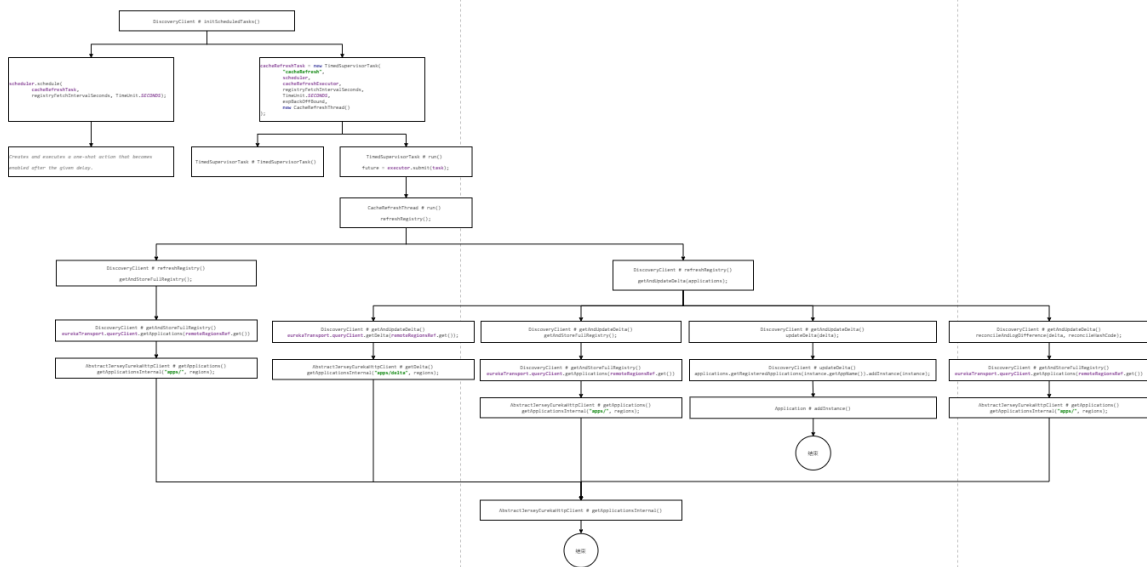 DiscoveryClient # initScheduledTasks()
scheduler.schedule(
cacheRefreshTask,
registryFetchIntervalSeconds, TimeUnit.SECONDS);
cacheRefreshTask = new TimedSupervisorTask(
"cacheRefresh",
scheduler,
cacheRefreshExecutor,
registryFetchIntervalSeconds,
TimeUnit.SECONDS,
expBackOffBound,
new CacheRefreshThread()
);
Creates and executes a one-shot action that becomes
enabled after the given delay.
TimedSupervisorTask # TimedSupervisorTask()
TimedSupervisorTask # run()
future = executor.submit(task);
CacheRefreshThread # run()
refreshRegistry();
DiscoveryClient # refreshRegistry()
getAndStoreFullRegistry();
DiscoveryClient # refreshRegistry()
getAndUpdateDelta(applications);
DiscoveryClient # getAndStoreFullRegistry()
eurekaTransport.queryClient.getApplications(remoteRegionsRef.get())
DiscoveryClient # getAndUpdateDelta()
eurekaTransport.queryClient.getDelta(remoteRegionsRef.get());
DiscoveryClient # getAndUpdateDelta()
getAndStoreFullRegistry();
DiscoveryClient # getAndUpdateDelta()
updateDelta(delta);
DiscoveryClient # getAndUpdateDelta()
reconcileAndLogDifference(delta, reconcileHashCode);
AbstractJerseyEurekaHttpClient # getApplications()
getApplicationsInternal("apps/", regions);
AbstractJerseyEurekaHttpClient # getDelta()
getApplicationsInternal("apps/delta", regions);
DiscoveryClient # getAndStoreFullRegistry()
eurekaTransport.queryClient.getApplications(remoteRegionsRef.get())
DiscoveryClient # updateDelta()
applications.getRegisteredApplications(instance.getAppName()).addInstance(instance);
DiscoveryClient # getAndStoreFullRegistry()
eurekaTransport.queryClient.getApplications(remoteRegionsRef.get())
AbstractJerseyEurekaHttpClient # getApplications()
getApplicationsInternal("apps/", regions);
Application # addInstance()
AbstractJerseyEurekaHttpClient # getApplications()
getApplicationsInternal("apps/", regions);
结束
AbstractJerseyEurekaHttpClient # getApplicationsInternal()
结束